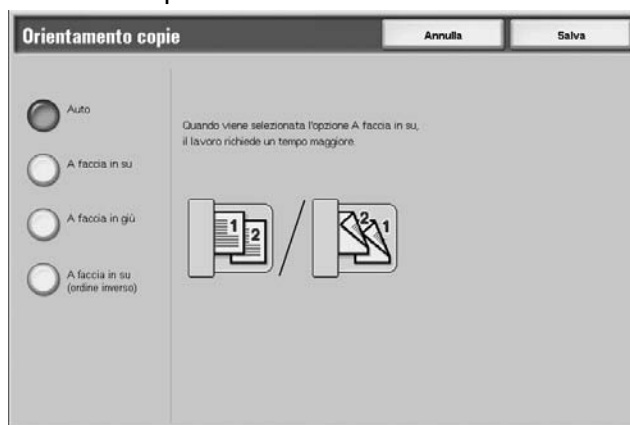 Orientamento copie
Annulla
Salva
Auto
A faccia in su
A faccia in giù
A faccia in su
(ordine inverso)
Quando viene selezionata l'opzione A faccia in su,
il lavoro richiede un tempo maggiore.
1
2
2
1